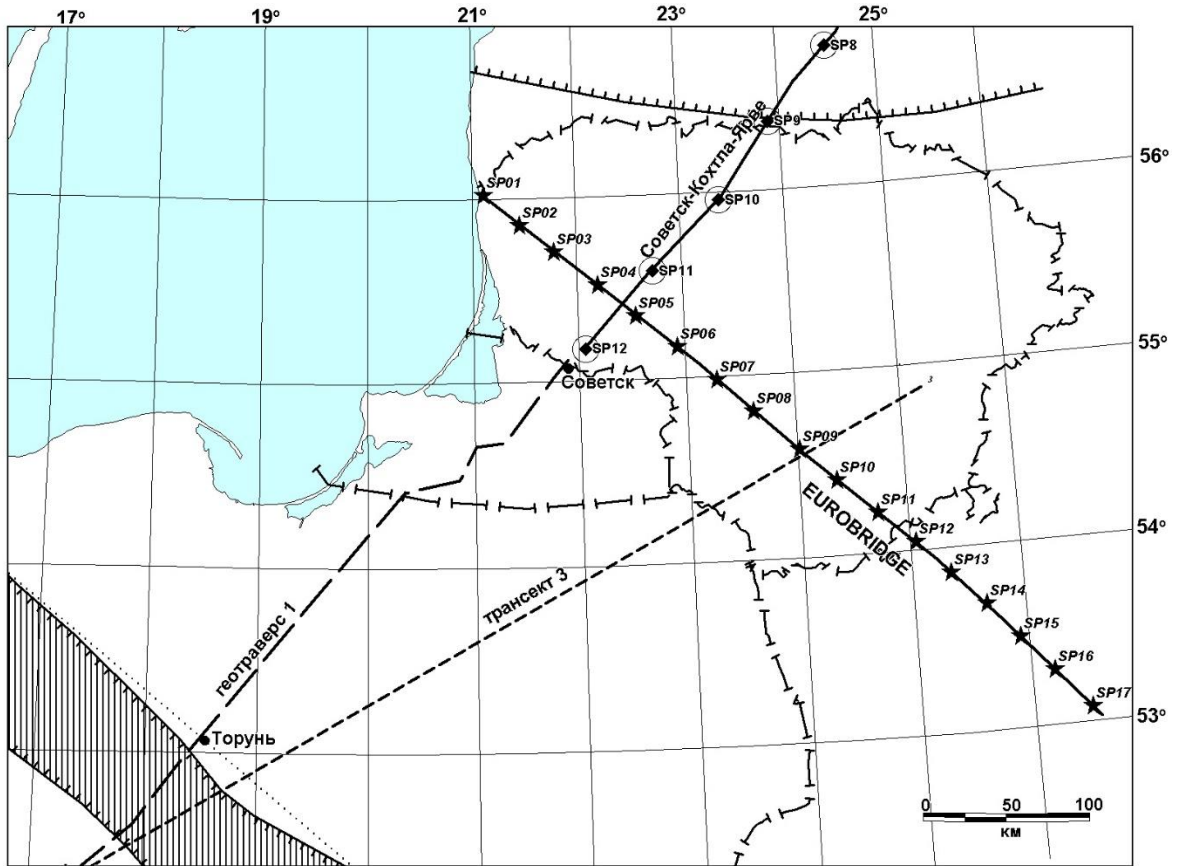 17°
19°
21°
23°
25°
SP8
SP9
Советск-Кохтла-Ярве
56°
SP01
SP10
SP02
SP03
SP11
SP04
SP05
SP12
SP06
55°
Советск
SP07
3
SP08
SP09
SP10
EUROBRIDGE
SP11
SP12
54°
SP13
трансект 3
SP14
геотраверс 1
SP15
SP16
SP17
53°
Торунь
0 50 100
км